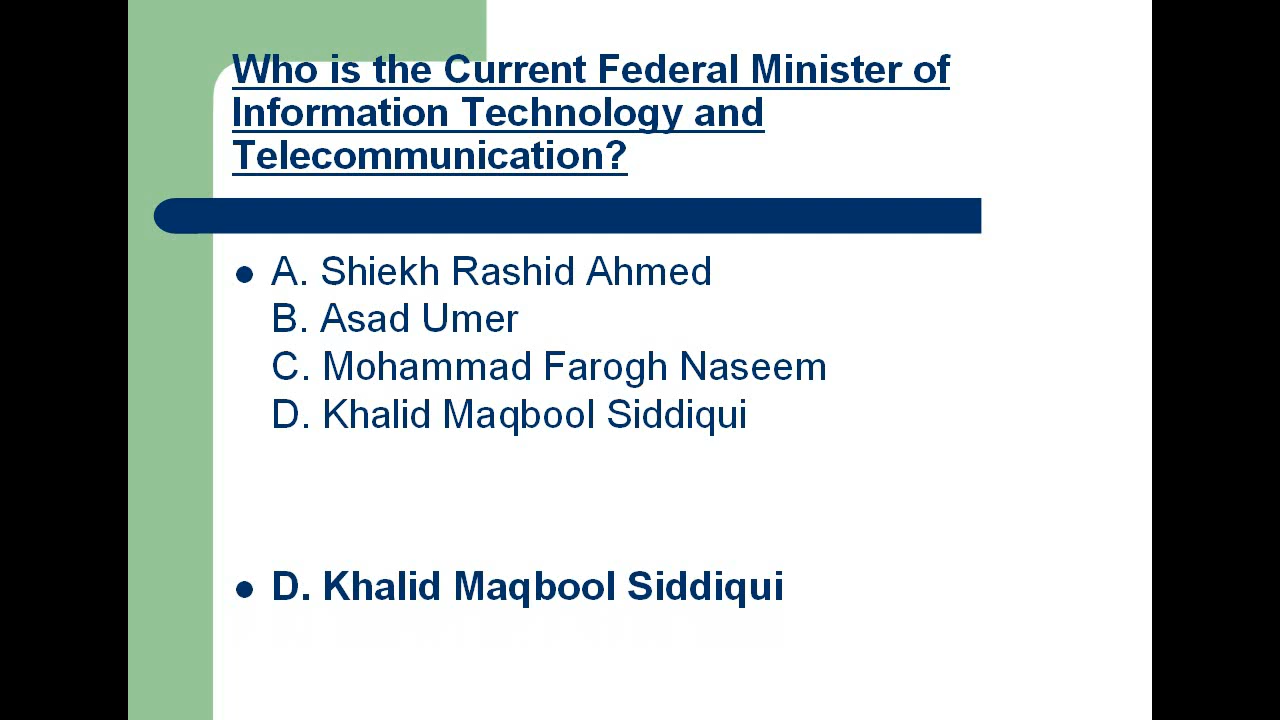 Who is the Current Federal Minister of
Information Technology and
Telecommunication?
A. Shiekh Rashid Ahmed
B. Asad Umer
C. Mohammad Farogh Naseem
D. Khalid Maqbool Siddiqui
D. Khalid Maqbool Siddiqui